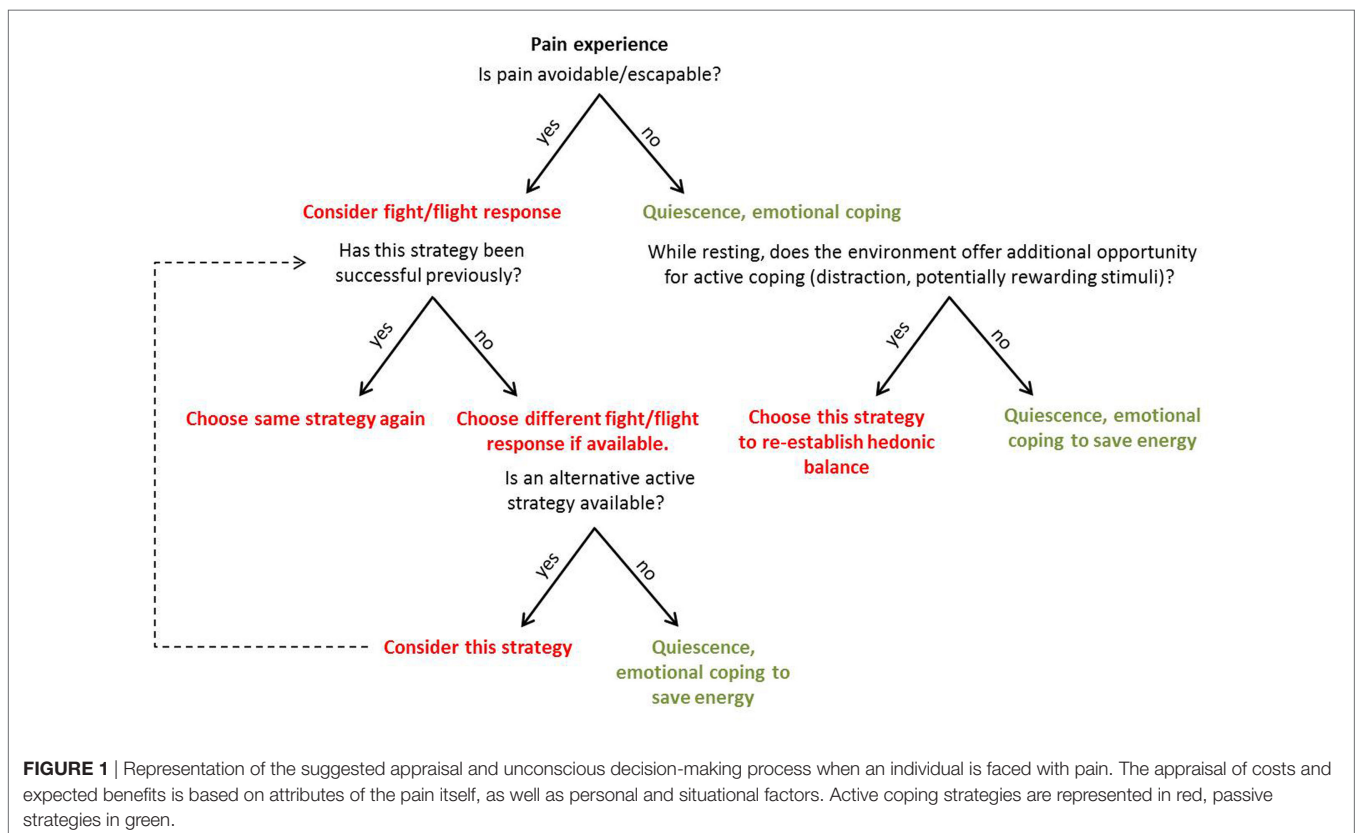 Pain experience
Is pain avoidable/escapable?
yes
no
Consider fight/flight response
Quiescence, emotional coping
Has this strategy been
successful previously?
While resting, does the environment offer additional opportunity
for active coping (distraction, potentially rewarding stimuli)?
yes
no
yes
no
Choose same strategy again
Choose different fight/flight
response if available.
Choose this strategy
to re-establish hedonic
balance
Quiescence, emotional
coping to save energy
Is an alternative active
strategy available?
yes
no
Consider this strategy
Quiescence,
emotional coping to
save energy
FIGURE 1 | Representation of the suggested appraisal and unconscious decision-making process when an individual is faced with pain. The appraisal of costs and
expected benefits is based on attributes of the pain itself, as well as personal and situational factors. Active coping strategies are represented in red, passive
strategies in green.